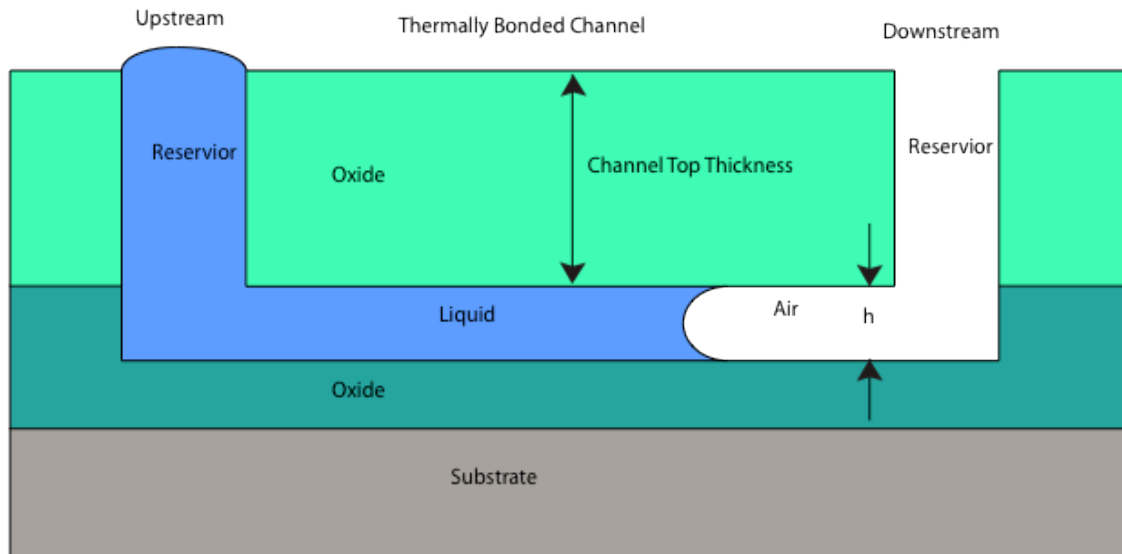 Upstream
Thermally Bonded Channel
Downstream
Reservior
Oxide
Channel Top Thickness
Reservior
Liquid
Air
h
Oxide
Substrate